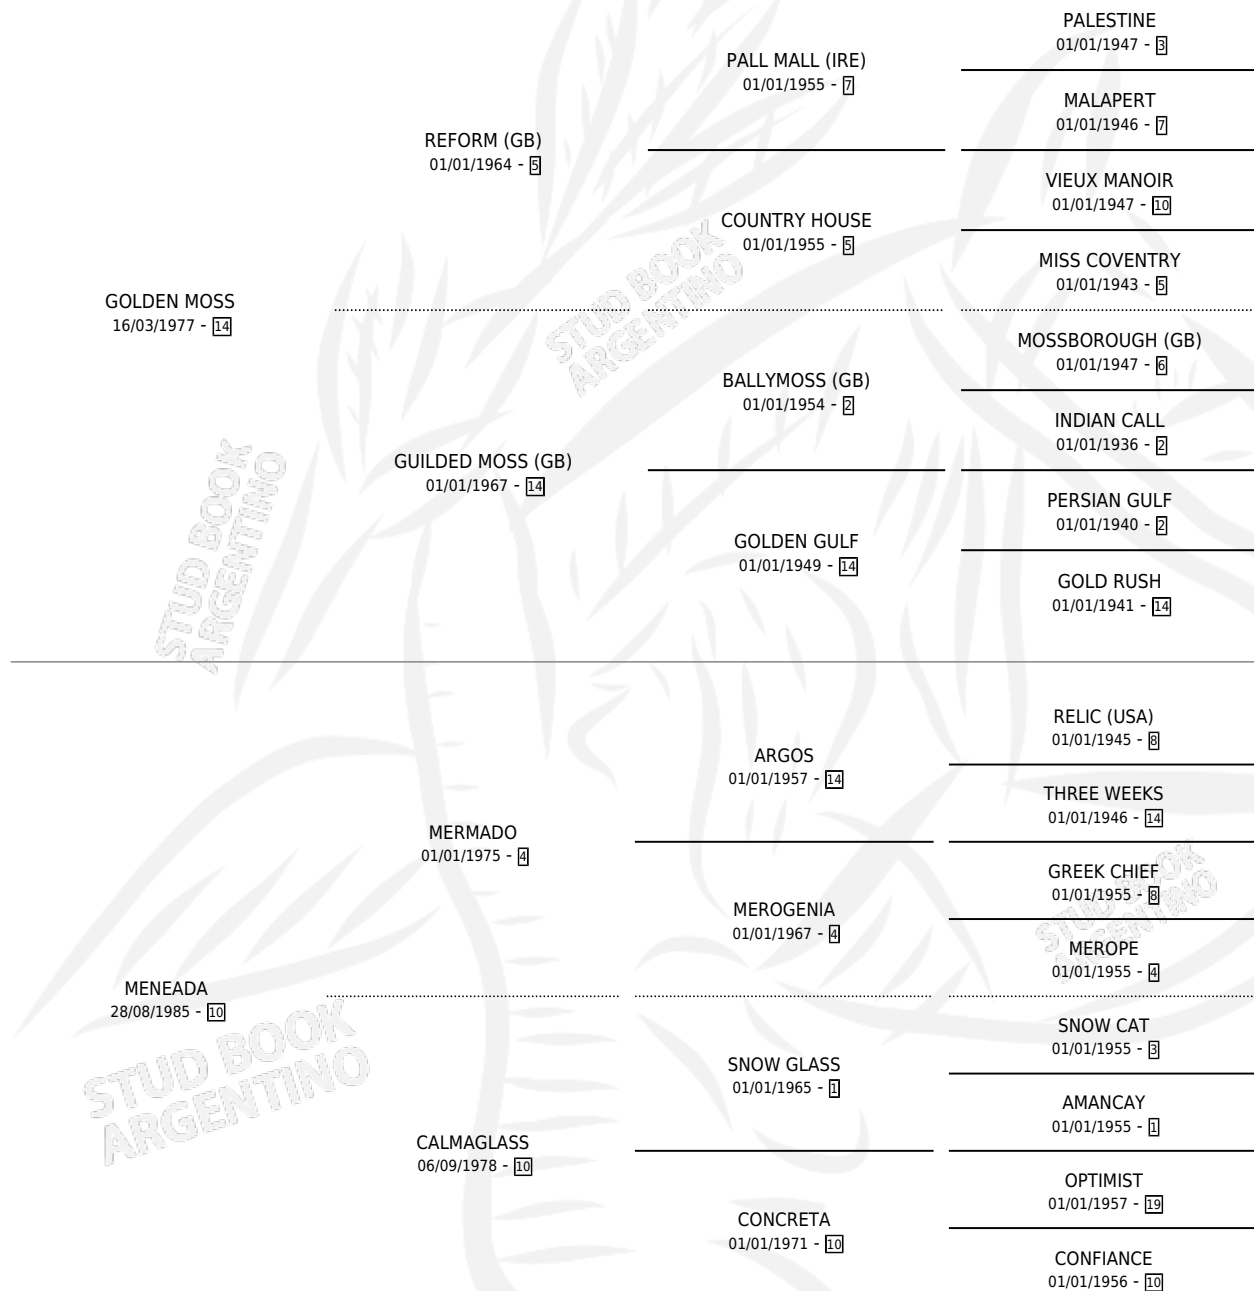 PALESTINE
01/01/1947 - 3
PALL MALL (IRE)
01/01/1955 - 7
MALAPERT
01/01/1946 - 7
REFORM (GB)
01/01/1964 - 5
VIEUX MANOIR
01/01/1947 - 10
COUNTRY HOUSE
01/01/1955 - 5
MISS COVENTRY
01/01/1943 - 5
GOLDEN MOSS
16/03/1977 - 14
MOSSBOROUGH (GB)
01/01/1947 - 6
BALLYMOSS (GB)
01/01/1954 - 2
INDIAN CALL
01/01/1936 - 2
GUILDED MOSS (GB)
01/01/1967 - 14
PERSIAN GULF
01/01/1940 - 2
GOLDEN GULF
01/01/1949 - 14
GOLD RUSH
01/01/1941 - 14
RELIC (USA)
01/01/1945 - 8
ARGOS
01/01/1957 - 14
THREE WEEKS
01/01/1946 - 14
MERMADO
01/01/1975 - 4
GREEK CHIEF
01/01/1955 - 8
MEROGENIA
01/01/1967 - 4
MEROPE
01/01/1955 - 4
MENEADA
28/08/1985 - 10
SNOW CAT
01/01/1955 - 3
SNOW GLASS
01/01/1965 - 1
AMANCAY
01/01/1955 - 1
CALMAGLASS
06/09/1978 - 10
OPTIMIST
01/01/1957 - 19
CONCRETA
01/01/1971 - 10
CONFIANCE
01/01/1956 - 10
STUD BOOK
ARGENTINO
STUD BOOK
ARGENTINO
STUD BOOK
ARGENTINO
STUD BOOK
ARGENTINO